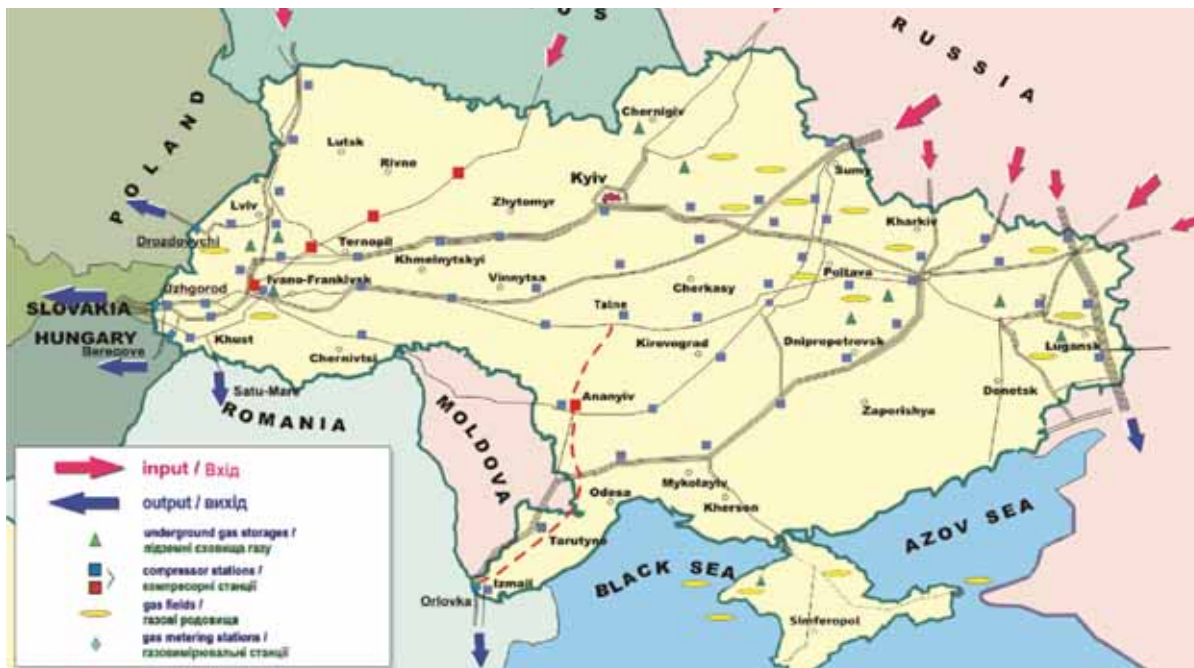 U S
RUSSIA
POLAND
Chernigiv
Lutsk
Rivne
Sumy
Kyiv
Zhytomyr
Lviv
Kharkiv
Drozdovychi
Ternopil
Khmelnytskyi
Poltava
Ivano-Frankivsk
Vinnytsa
Cherkasy
Uzhgorod
SLOVAKIA
Talne
HUNGARY
Khust
Kirovograd
Dnipropetrovsk
Lugansk
Beregove
Chernivtsi
Satu-Mare
Ananyiv
Donetsk
ROMANIA
Zaporishya
MOLDOVA
Mykolayiv
Odesa
Kherson
Tarutyno
AZOV SEA
BLACK SEA
Izmail
Orlovka
Simferopol
input / Вхід
output / вихід
underground gas storages /
підземні сховища газу
compressor stations /
компресорні станції
gas fields /
газові родовища
gas metering stations /
газовимірювальні станції